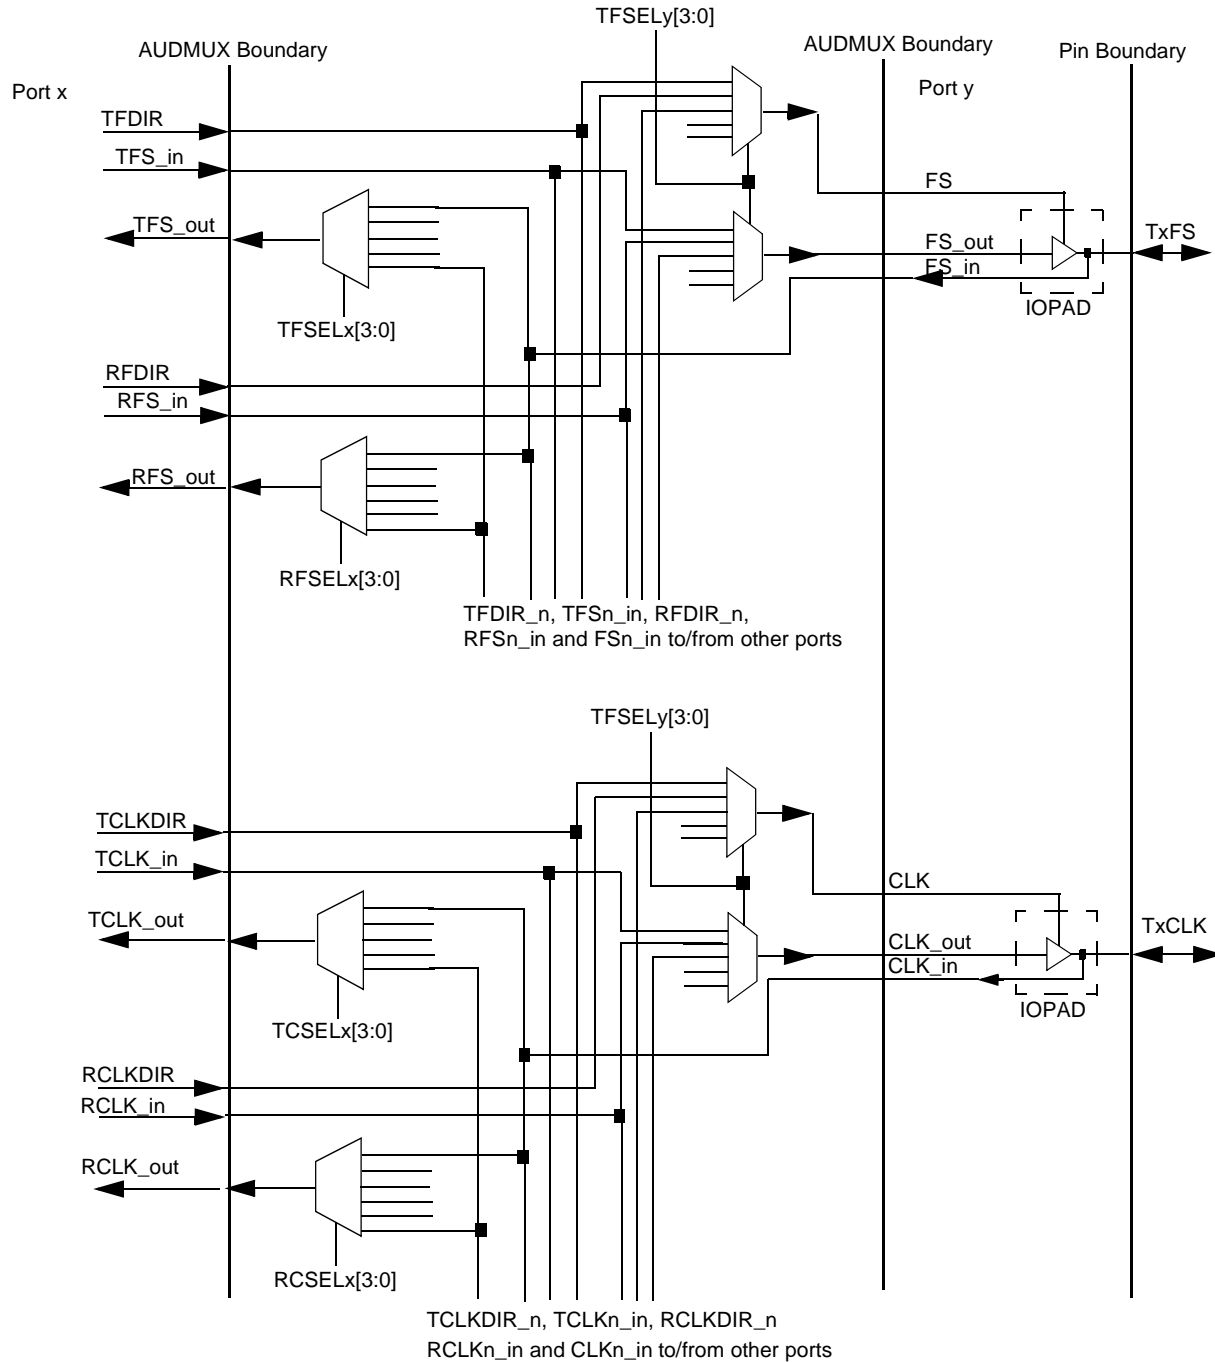 TFSELy[3:0]
AUDMUX Boundary
AUDMUX Boundary
Pin Boundary
Port x
Port y
TFDIR
TFS_in
TFS_out
TFSELx[3:0]
FS
FS_out
FS_in
TxFS
IOPAD
RFDIR
RFS_in
RFS_out
RFSELx[3:0]
TFDIR_n, TFSn_in, RFDIR_n,
RFSn_in and FSn_in to/from other ports
TFSELy[3:0]
TCLKDIR
TCLK_in
TCLK_out
TCSELx[3:0]
CLK
CLK_out
CLK_in
TxCLK
IOPAD
RCLKDIR
RCLK_in
RCLK_out
RCSELx[3:0]
TCLKDIR_n, TCLKn_in, RCLKDIR_n
RCLKn_in and CLKn_in to/from other ports